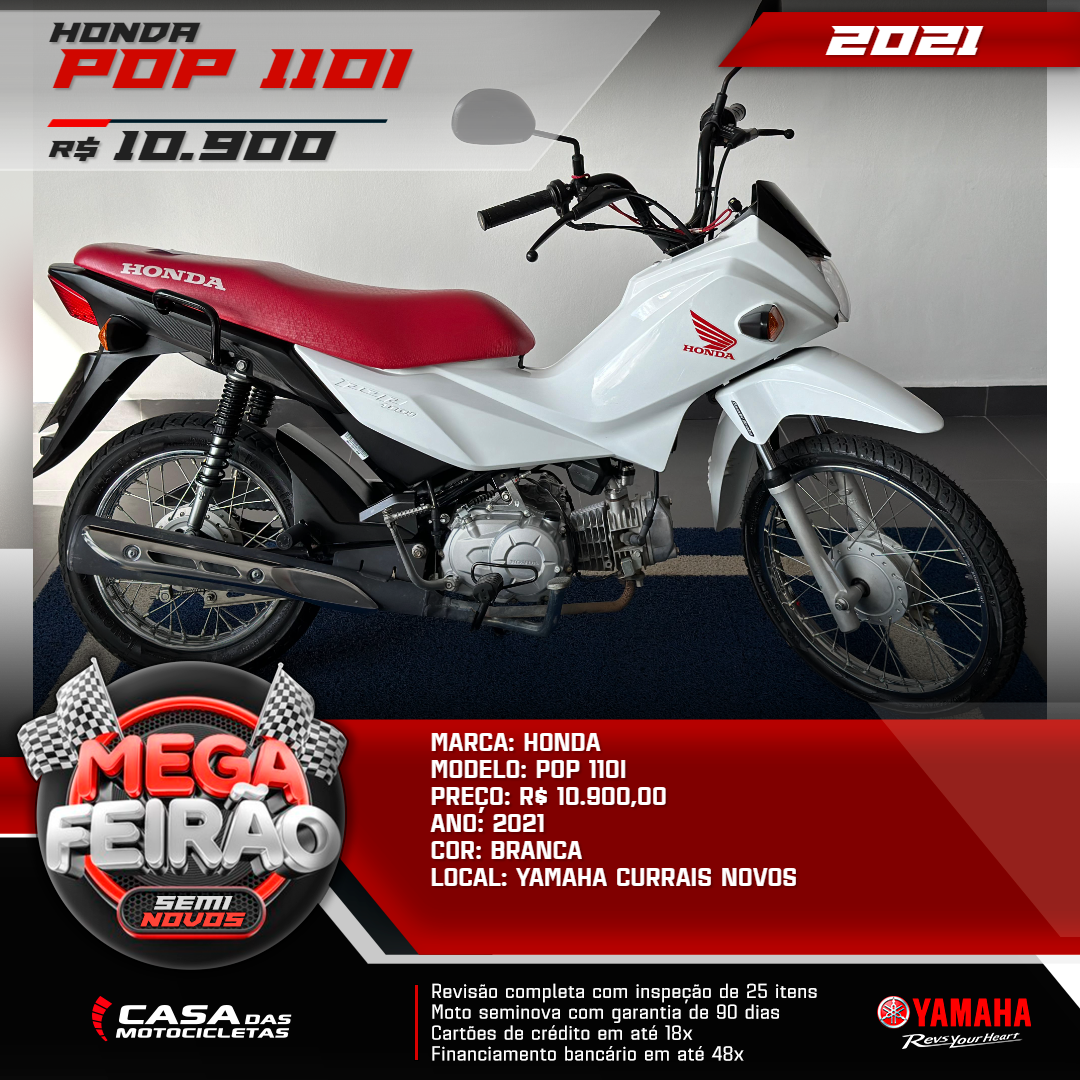 HONDA
POP 110I
R$ 10.900
2021
HONDA
HONDA
MEGA
FEIRÃO
SEMI
NOVOS
MARCA: HONDA
MODELO: POP 110I
PREÇO: R$ 10.900,00
ANO: 2021
COR: BRANCA
LOCAL: YAMAHA CURRAIS NOVOS
CASA DAS
MOTOCICLETAS
Revisão completa com inspeção de 25 itens
Moto seminova com garantia de 90 dias
Cartões de crédito em até 18x
Financiamento bancário em até 48x
YAMAHA
Revs Your Heart